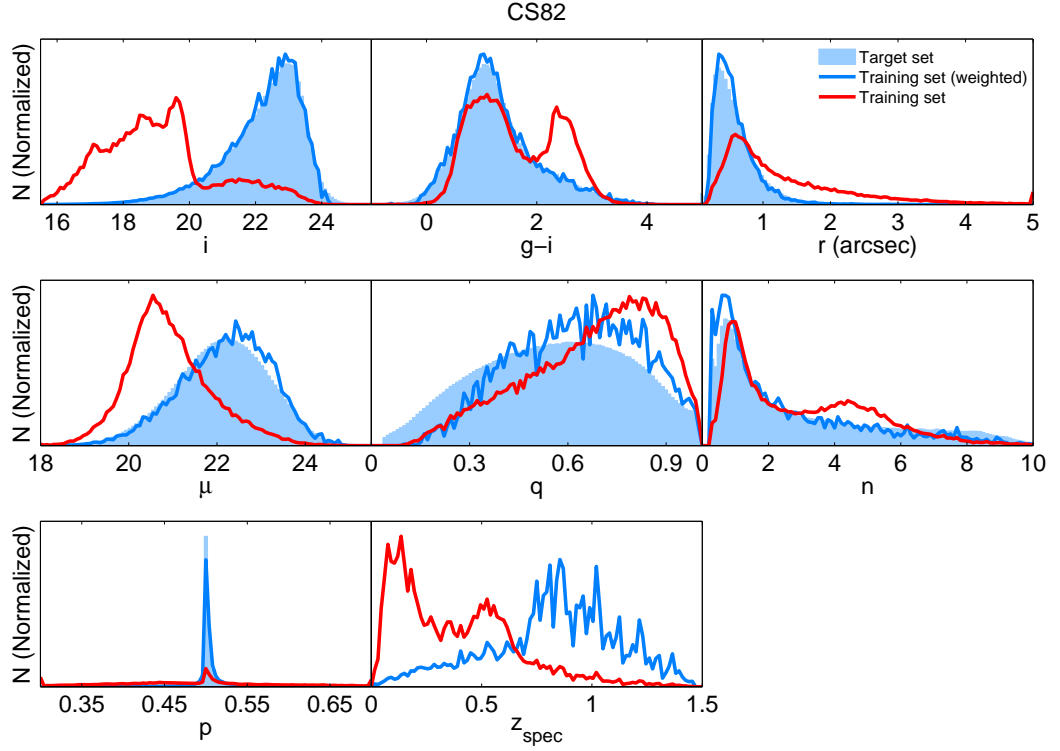 CS82
N (Normalized)
Target set
Training set (weighted)
Training set
16 18 20 22 24
0 2 4
1 2 3 4 5
i
g−i
r (arcsec)
N (Normalized)
18 20 22 24
0 0.3 0.6 0.9
0 2 4 6 8 10
μ
q
n
N (Normalized)
0.35 0.45 0.55 0.65
0 0.5 1 1.5
p
z_spec